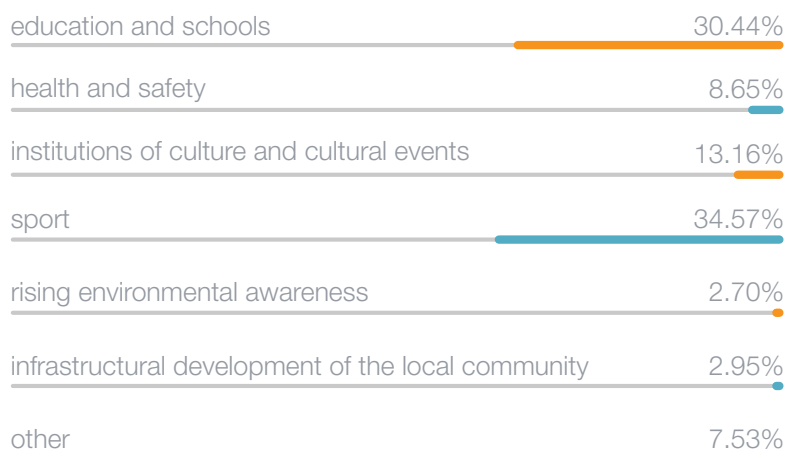 education and schools 30.44%
health and safety 8.65%
institutions of culture and cultural events 13.16%
sport 34.57%
rising environmental awareness 2.70%
infrastructural development of the local community 2.95%
other 7.53%